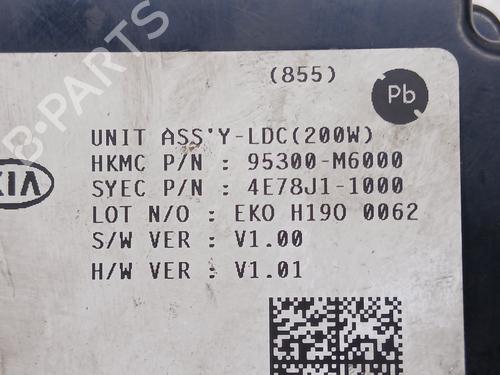 (855)
Pb
UNIT ASS'Y-LDC(200W)
HKMC P/N : 95300-M6000
SYEC P/N : 4E78J1-1000
LOT N/O : EKO H190 0062
S/W VER : V1.00
H/W VER : V1.01
KIA
B-PARTS